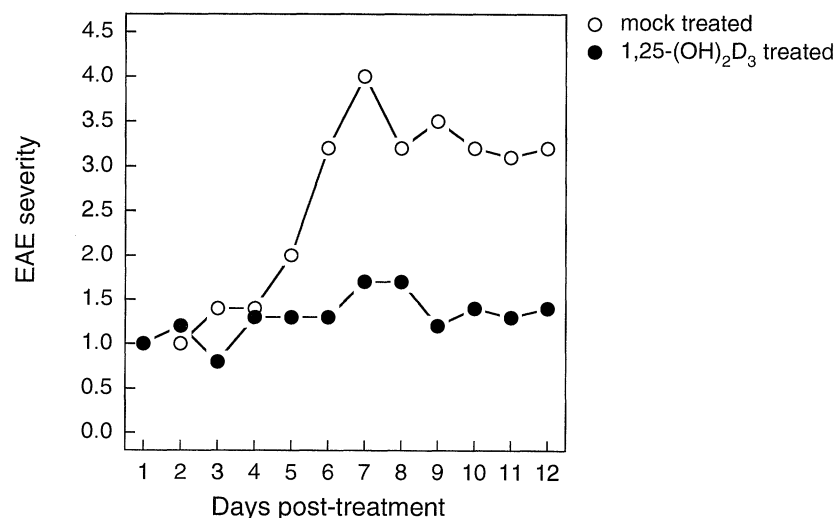 mock treated
1,25-(OH)₂D₃ treated
EAE severity
4.5
4.0
3.5
3.0
2.5
2.0
1.5
1.0
0.5
0.0
1 2 3 4 5 6 7 8 9 10 11 12
Days post-treatment